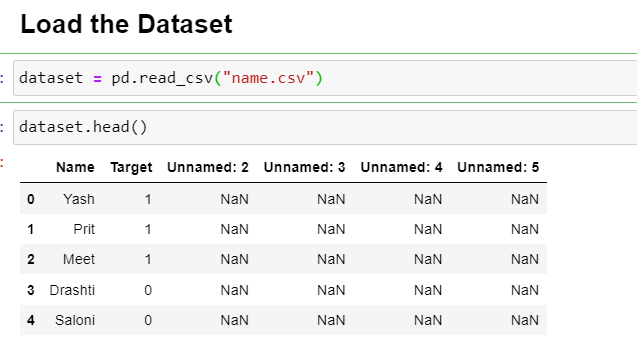 Load the Dataset
: dataset = pd.read_csv("name.csv")
: dataset.head()
:
Name Target Unnamed: 2 Unnamed: 3 Unnamed: 4 Unnamed: 5
0 Yash 1 NaN NaN NaN NaN
1 Prit 1 NaN NaN NaN NaN
2 Meet 1 NaN NaN NaN NaN
3 Drashti 0 NaN NaN NaN NaN
4 Saloni 0 NaN NaN NaN NaN